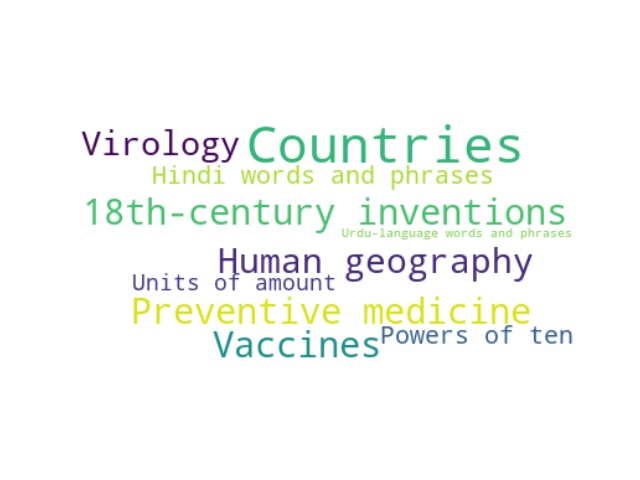 Virology Countries
Hindi words and phrases
18th-century inventions
Urdu-language words and phrases
Human geography
Units of amount
Preventive medicine
Vaccines Powers of ten